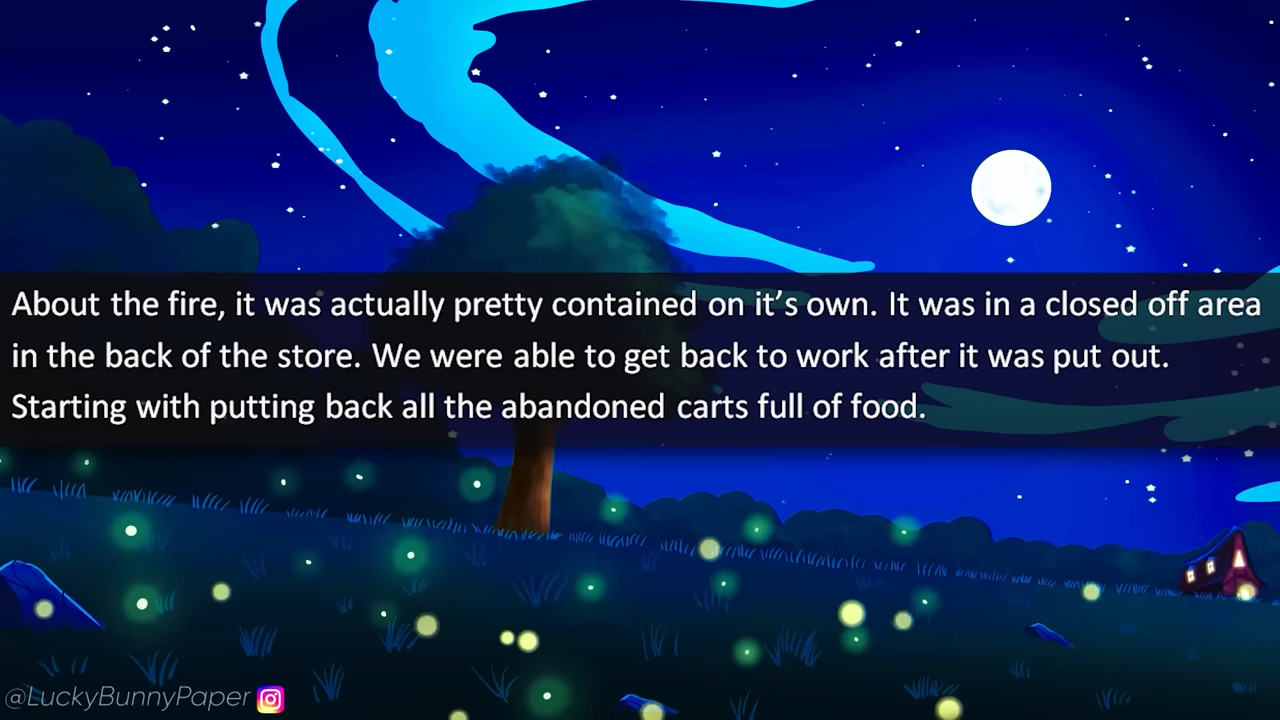 About the fire, it was actually pretty contained on it’s own. It was in a closed off area
in the back of the store. We were able to get back to work after it was put out.
Starting with putting back all the abandoned carts full of food.
@LuckyBunnyPaper